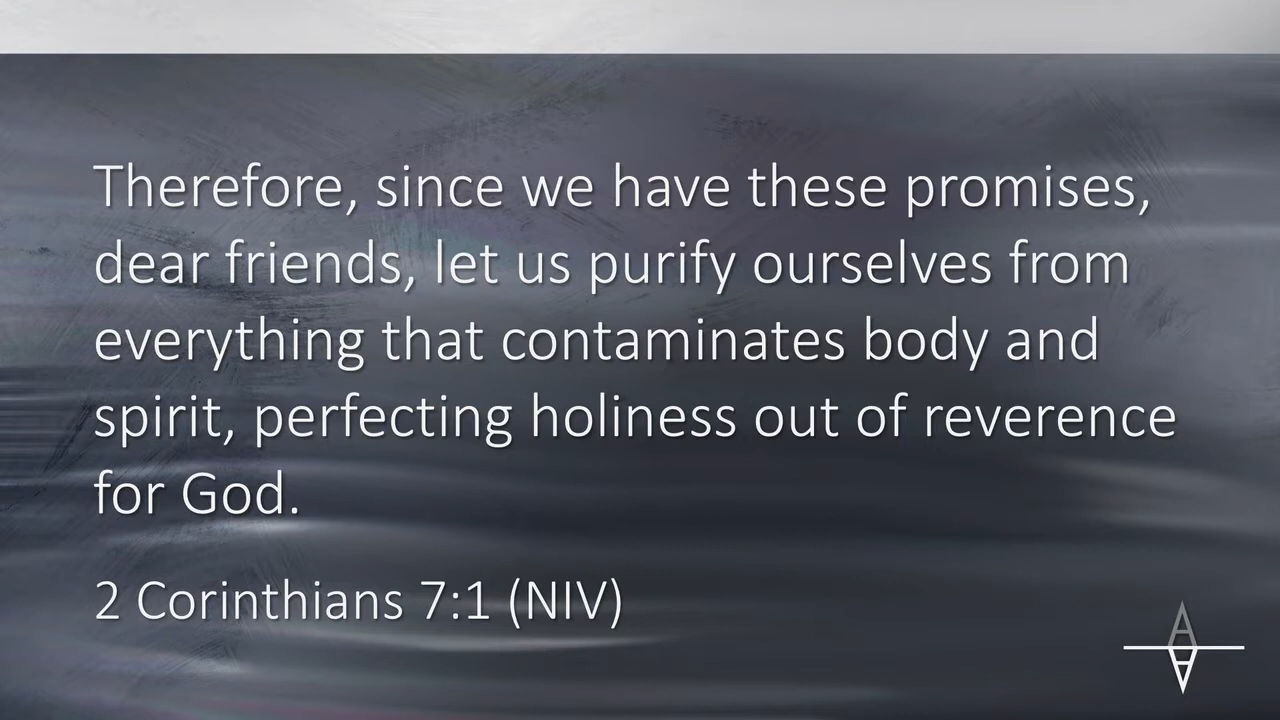 Therefore, since we have these promises,
dear friends, let us purify ourselves from
everything that contaminates body and
spirit, perfecting holiness out of reverence
for God.
2 Corinthians 7:1 (NIV)